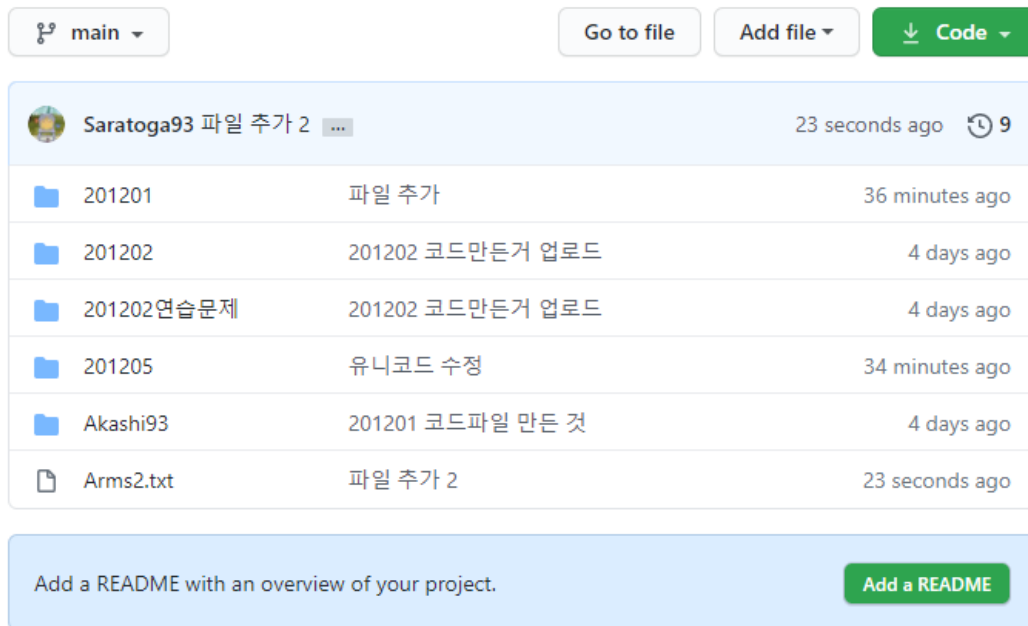 main Go to file Add file Code
Saratoga93 파일 추가 2 ... 23 seconds ago 9
201201 파일 추가 36 minutes ago
201202 201202 코드만든거 업로드 4 days ago
201202연습문제 201202 코드만든거 업로드 4 days ago
201205 유니코드 수정 34 minutes ago
Akashi93 201201 코드파일 만든 것 4 days ago
Arms2.txt 파일 추가 2 23 seconds ago
Add a README with an overview of your project. Add a README